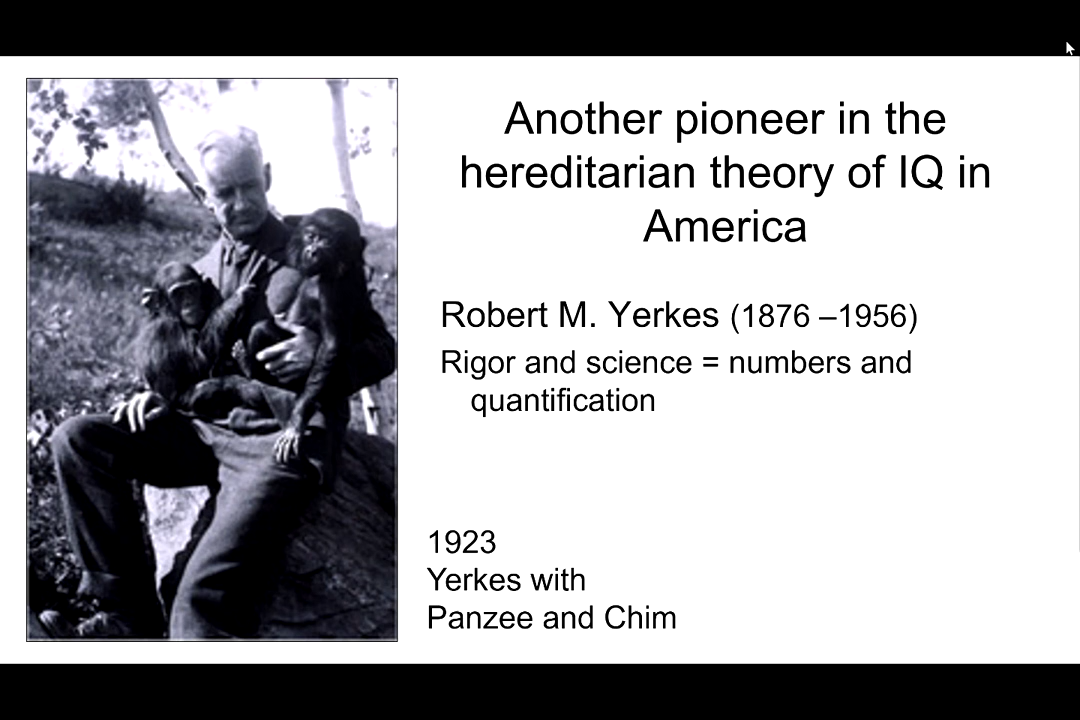 Another pioneer in the
hereditarian theory of IQ in
America
Robert M. Yerkes (1876 –1956)
Rigor and science = numbers and
quantification
1923
Yerkes with
Panzee and Chim